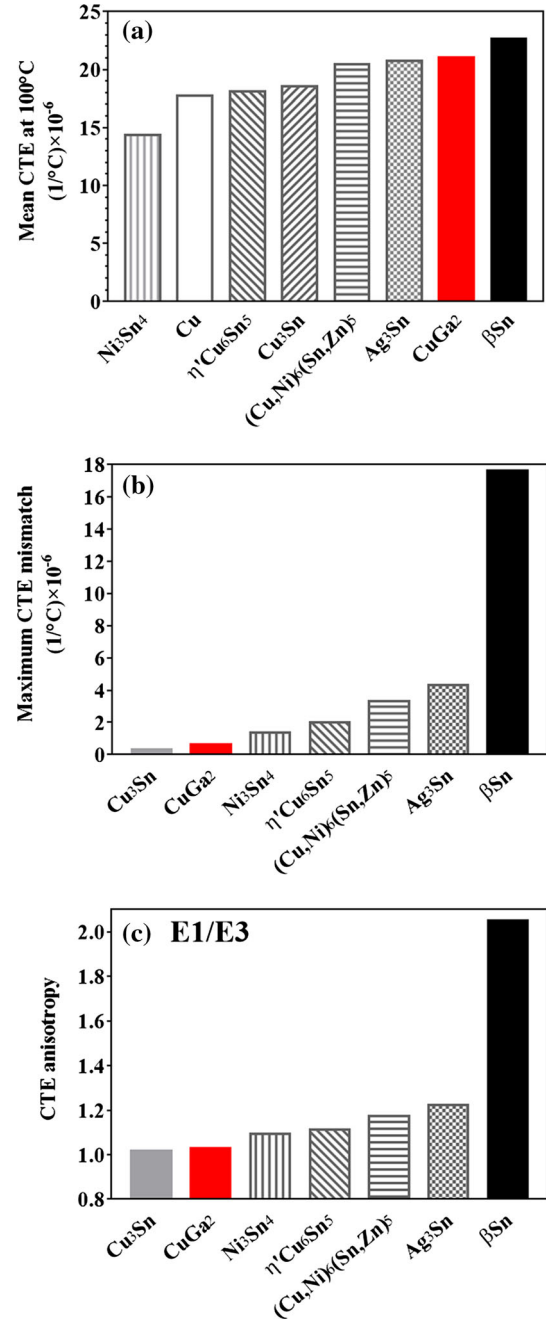 (a)
Mean CTE at 100°C
(1/°C)×10⁻⁶
25
20
15
10
5
0
Ni₃Sn₄
Cu
η'Cu₆Sn₅
Cu₃Sn
(Cu,Ni)₆(Sn,Zn)₅
Ag₃Sn
CuGa₂
βSn
(b)
Maximum CTE mismatch
(1/°C)×10⁻⁶
18
16
14
12
10
8
6
4
2
0
Cu₃Sn
CuGa₂
Ni₃Sn₄
η'Cu₆Sn₅
(Cu,Ni)₆(Sn,Zn)₅
Ag₃Sn
βSn
(c) E1/E3
CTE anisotropy
2.0
1.8
1.6
1.4
1.2
1.0
0.8
Cu₃Sn
CuGa₂
Ni₃Sn₄
η'Cu₆Sn₅
(Cu,Ni)₆(Sn,Zn)₅
Ag₃Sn
βSn